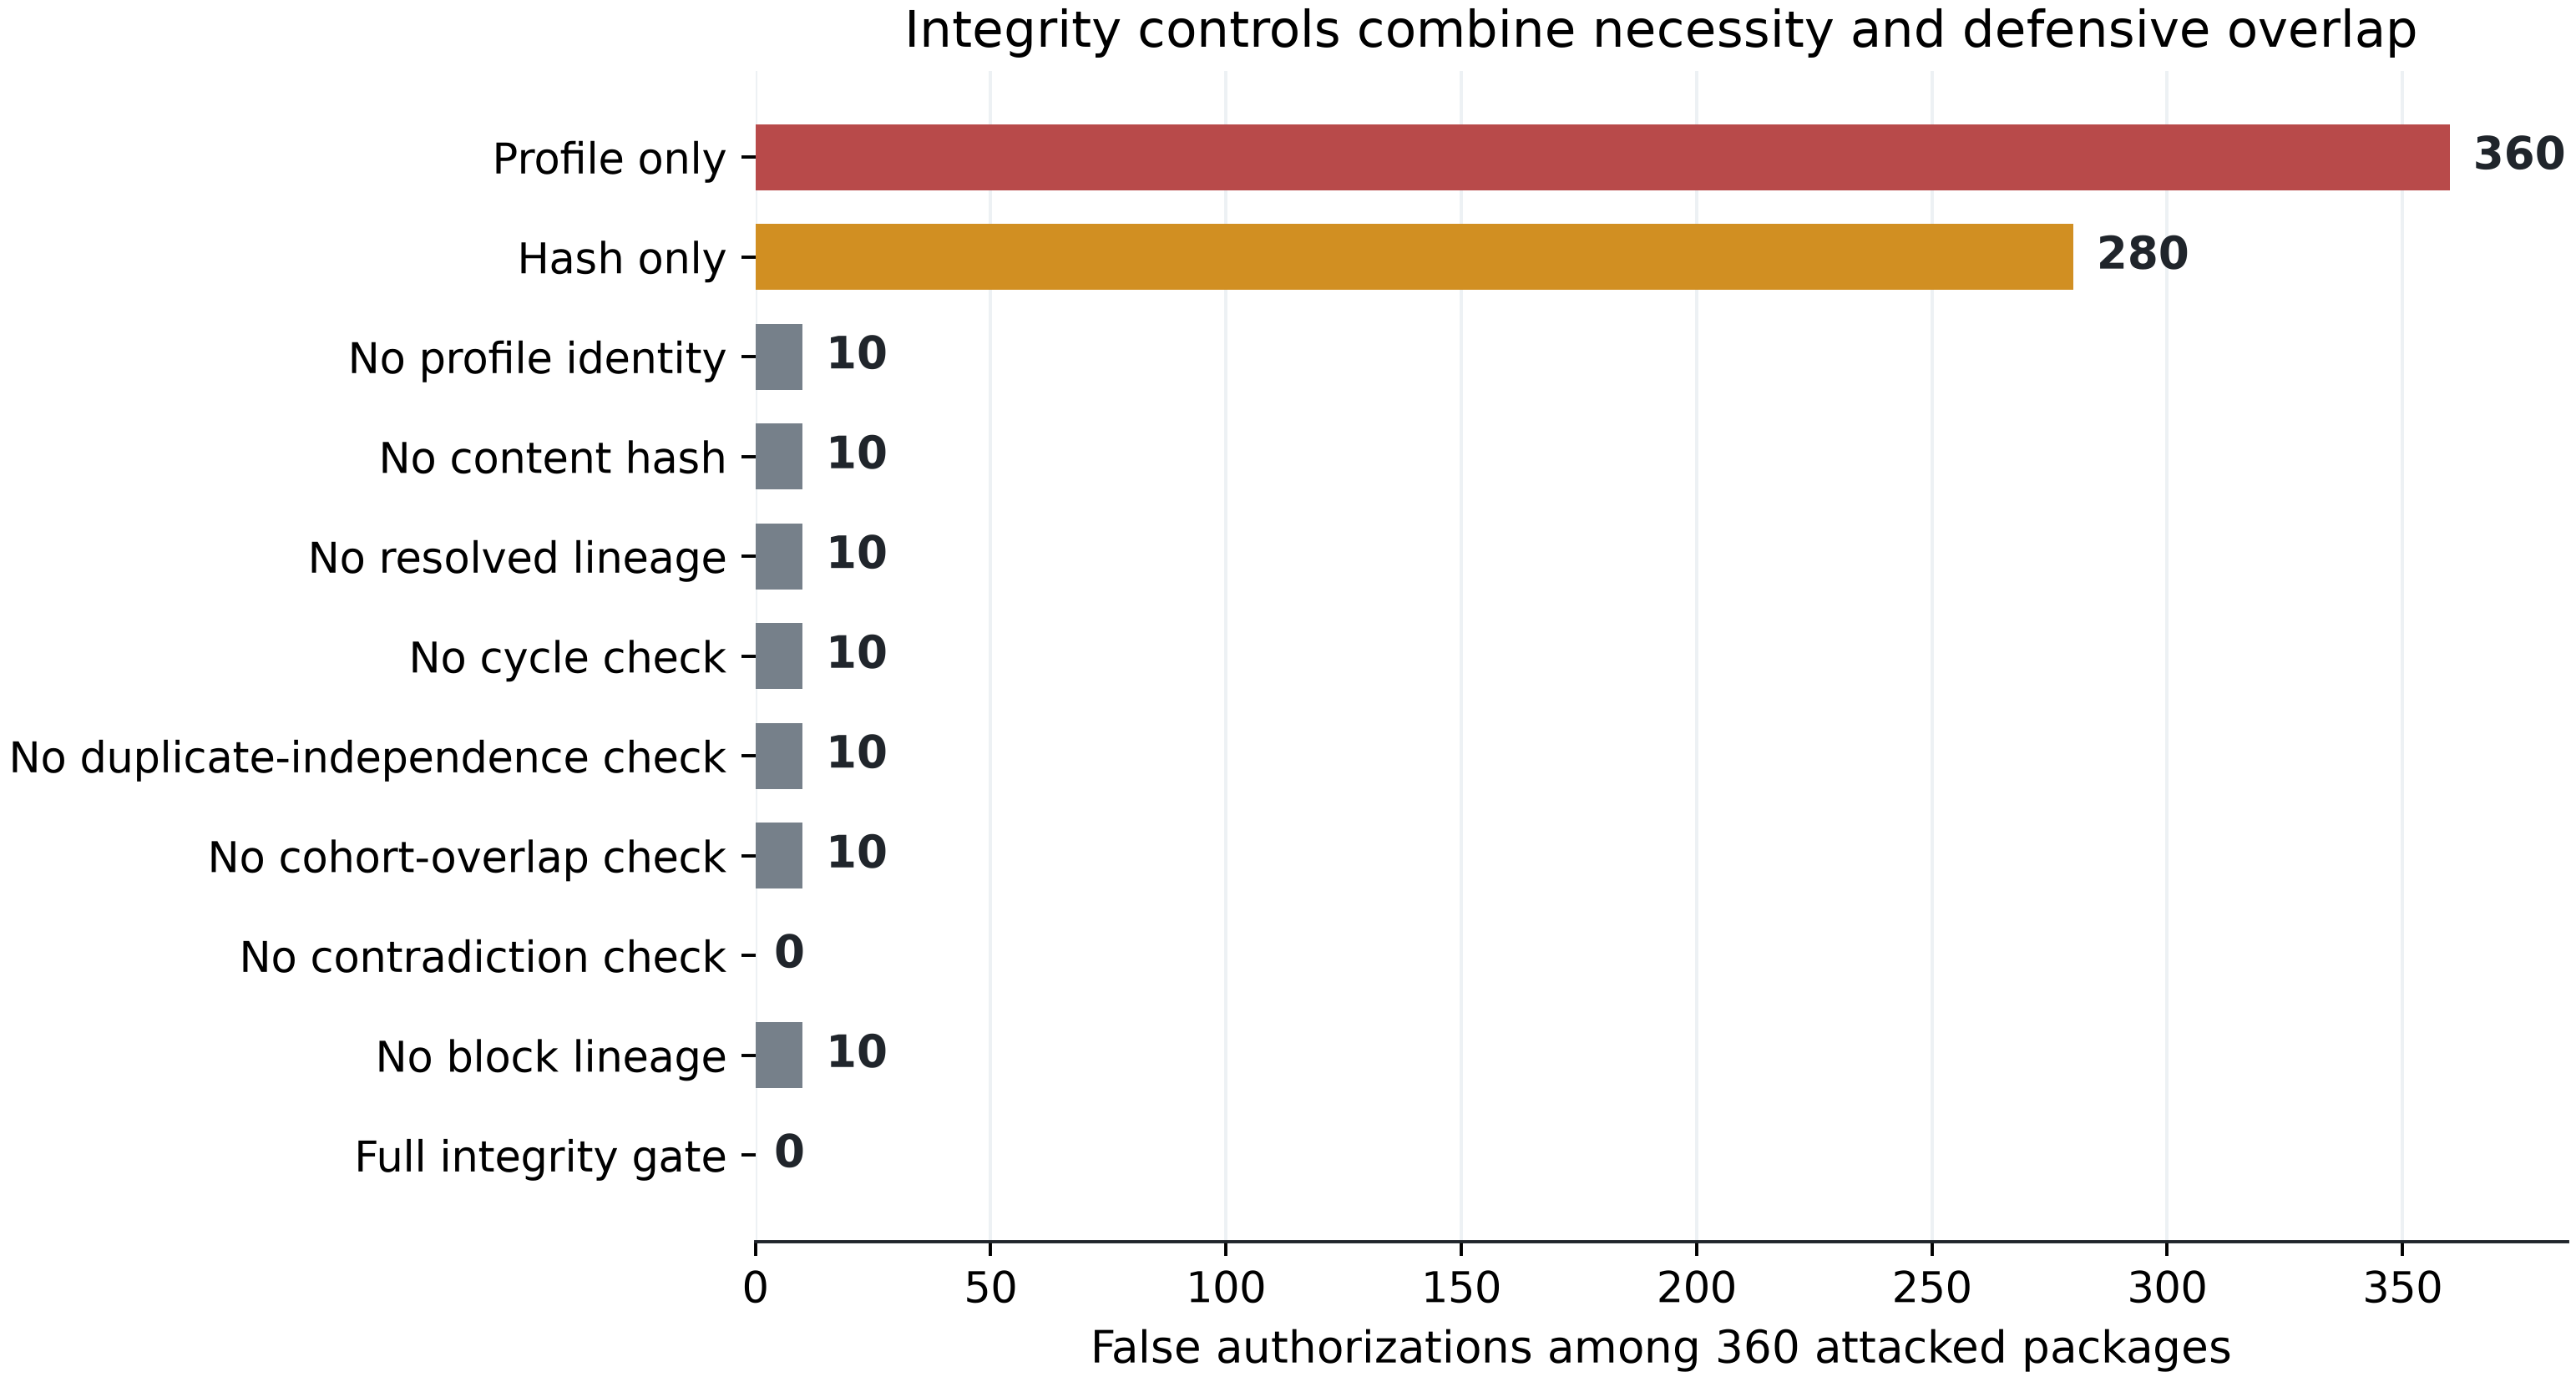 Integrity controls combine necessity and defensive overlap
Profile only 360
Hash only 280
No profile identity 10
No content hash 10
No resolved lineage 10
No cycle check 10
No duplicate-independence check 10
No cohort-overlap check 10
No contradiction check 0
No block lineage 10
Full integrity gate 0
0 50 100 150 200 250 300 350
False authorizations among 360 attacked packages